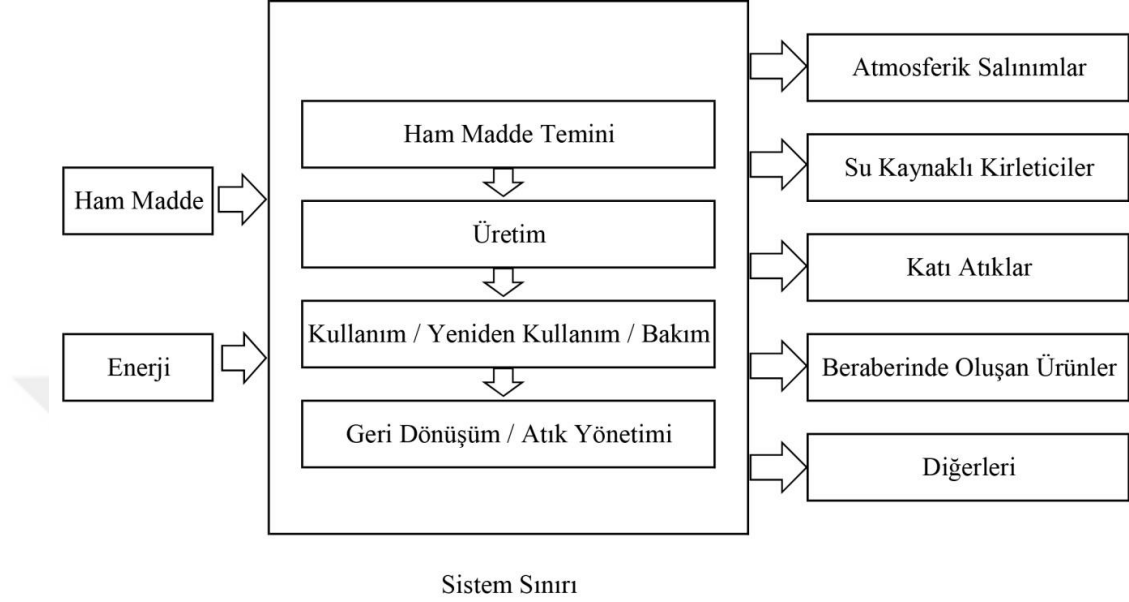 Ham Madde
Enerji
Ham Madde Temini
Üretim
Kullanım / Yeniden Kullanım / Bakım
Geri Dönüşüm / Atık Yönetimi
Atmosferik Salınımlar
Su Kaynaklı Kirleticiler
Katı Atıklar
Beraberinde Oluşan Ürünler
Diğerleri
Sistem Sınırı